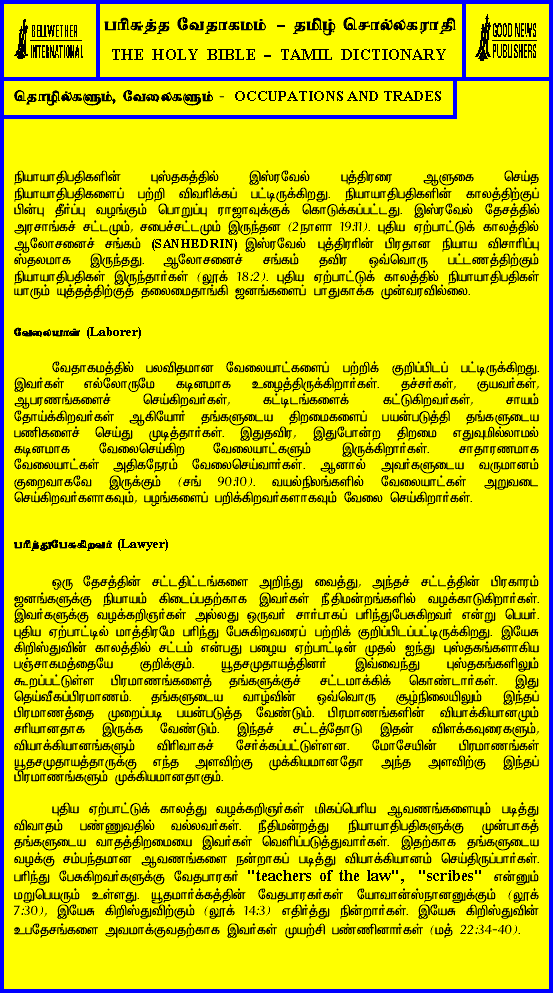 BELLWETHER
INTERNATIONAL
பரிசுத்த வேதாகமம் - தமிழ் சொல்லகராதி
THE HOLY BIBLE - TAMIL DICTIONARY
GOOD NEWS
PUBLISHERS
தொழில்களும், வேலைகளும் - OCCUPATIONS AND TRADES
நியாயாதிபதிகளின் புஸ்தகத்தில் இஸ்ரவேல் புத்திரரை ஆளுகை செய்த
நியாயாதிபதிகளைப் பற்றி விவரிக்கப் பட்டிருக்கிறது. நியாயாதிபதிகளின் காலத்திற்குப்
பின்பு தீர்ப்பு வழங்கும் பொறுப்பு ராஜாவுக்குக் கொடுக்கப்பட்டது. இஸ்ரவேல் தேசத்தில்
அரசாங்கச் சட்டமும், சபைச்சட்டமும் இருந்தன (2நாளா 19:11). புதிய ஏற்பாட்டுக் காலத்தில்
ஆலோசனைச் சங்கம் (SANHEDRIN) இஸ்ரவேல் புத்திரரின் பிரதான நியாய விசாரிப்பு
ஸ்தலமாக இருந்தது. ஆலோசனைச் சங்கம் தவிர ஒவ்வொரு பட்டணத்திற்கும்
நியாயாதிபதிகள் இருந்தார்கள் (லூக் 18:2). புதிய ஏற்பாட்டுக் காலத்தில் நியாயாதிபதிகள்
யாரும் யுத்தத்திற்குத் தலைமைதாங்கி ஜனங்களைப் பாதுகாக்க முன்வரவில்லை.
வேலையாள் (Laborer)
வேதாகமத்தில் பலவிதமான வேலையாட்களைப் பற்றிக் குறிப்பிடப் பட்டிருக்கிறது.
இவர்கள் எல்லோருமே கடினமாக உழைத்திருக்கிறார்கள். தச்சர்கள், குயவர்கள்,
ஆபரணங்களைச் செய்கிறவர்கள், கட்டிடங்களைக் கட்டுகிறவர்கள், சாயம்
தோய்க்கிறவர்கள் ஆகியோர் தங்களுடைய திறமைகளைப் பயன்படுத்தி தங்களுடைய
பணிகளைச் செய்து முடித்தார்கள். இதுதவிர, இதுபோன்ற திறமை எதுவுமில்லாமல்
கடினமாக வேலைசெய்கிற வேலையாட்களும் இருக்கிறார்கள். சாதாரணமாக
வேலையாட்கள் அதிகநேரம் வேலைசெய்வார்கள். ஆனால் அவர்களுடைய வருமானம்
குறைவாகவே இருக்கும் (சங் 90:10). வயல்நிலங்களில் வேலையாட்கள் அறுவடை
செய்கிறவர்களாகவும், பழங்களைப் பறிக்கிறவர்களாகவும் வேலை செய்கிறார்கள்.
பரிந்துபேசுகிறவர் (Lawyer)
ஒரு தேசத்தின் சட்டதிட்டங்களை அறிந்து வைத்து, அந்தச் சட்டத்தின் பிரகாரம்
ஜனங்களுக்கு நியாயம் கிடைப்பதற்காக இவர்கள் நீதிமன்றங்களில் வழக்காடுகிறார்கள்.
இவர்களுக்கு வழக்கறிஞர்கள் அல்லது ஒருவர் சார்பாகப் பரிந்துபேசுகிறவர் என்று பெயர்.
புதிய ஏற்பாட்டில் மாத்திரமே பரிந்து பேசுகிறவரைப் பற்றிக் குறிப்பிடப்பட்டிருக்கிறது. இயேசு
கிறிஸ்துவின் காலத்தில் சட்டம் என்பது பழைய ஏற்பாட்டின் முதல் ஐந்து புஸ்தகங்களாகிய
பஞ்சாகமத்தையே குறிக்கும். யூதசமுதாயத்தினர் இவ்வைந்து புஸ்தகங்களிலும்
கூறப்பட்டுள்ள பிரமாணங்களைத் தங்களுக்குச் சட்டமாக்கிக் கொண்டார்கள். இது
தெய்வீகப்பிரமாணம். தங்களுடைய வாழ்வின் ஒவ்வொரு சூழ்நிலையிலும் இந்தப்
பிரமாணத்தை முறைப்படி பயன்படுத்த வேண்டும். பிரமாணங்களின் வியாக்கியானமும்
சரியானதாக இருக்க வேண்டும். இந்தச் சட்டத்தோடு இதன் விளக்கவுரைகளும்,
வியாக்கியானங்களும் விரிவாகச் சேர்க்கப்பட்டுள்ளன. மோசேயின் பிரமாணங்கள்
யூதசமுதாயத்தாருக்கு எந்த அளவிற்கு முக்கியமானதோ அந்த அளவிற்கு இந்தப்
பிரமாணங்களும் முக்கியமானதாகும்.
புதிய ஏற்பாட்டுக் காலத்து வழக்கறிஞர்கள் மிகப்பெரிய ஆவணங்களையும் படித்து
விவாதம் பண்ணுவதில் வல்லவர்கள். நீதிமன்றத்து நியாயாதிபதிகளுக்கு முன்பாகத்
தங்களுடைய வாதத்திறமையை இவர்கள் வெளிப்படுத்துவார்கள். இதற்காக தங்களுடைய
வழக்கு சம்பந்தமான ஆவணங்களை நன்றாகப் படித்து வியாக்கியானம் செய்திருப்பார்கள்.
பரிந்து பேசுகிறவர்களுக்கு வேதபாரகர் "teachers of the law", "scribes" என்னும்
மறுபெயரும் உள்ளது. யூதமார்க்கத்தின் வேதபாரகர்கள் யோவான்ஸ்நானனுக்கும் (லூக்
7:30), இயேசு கிறிஸ்துவிற்கும் (லூக் 14:3) எதிர்த்து நின்றார்கள். இயேசு கிறிஸ்துவின்
உபதேசங்களை அவமாக்குவதற்காக இவர்கள் முயற்சி பண்ணினார்கள் (மத் 22:34-40).